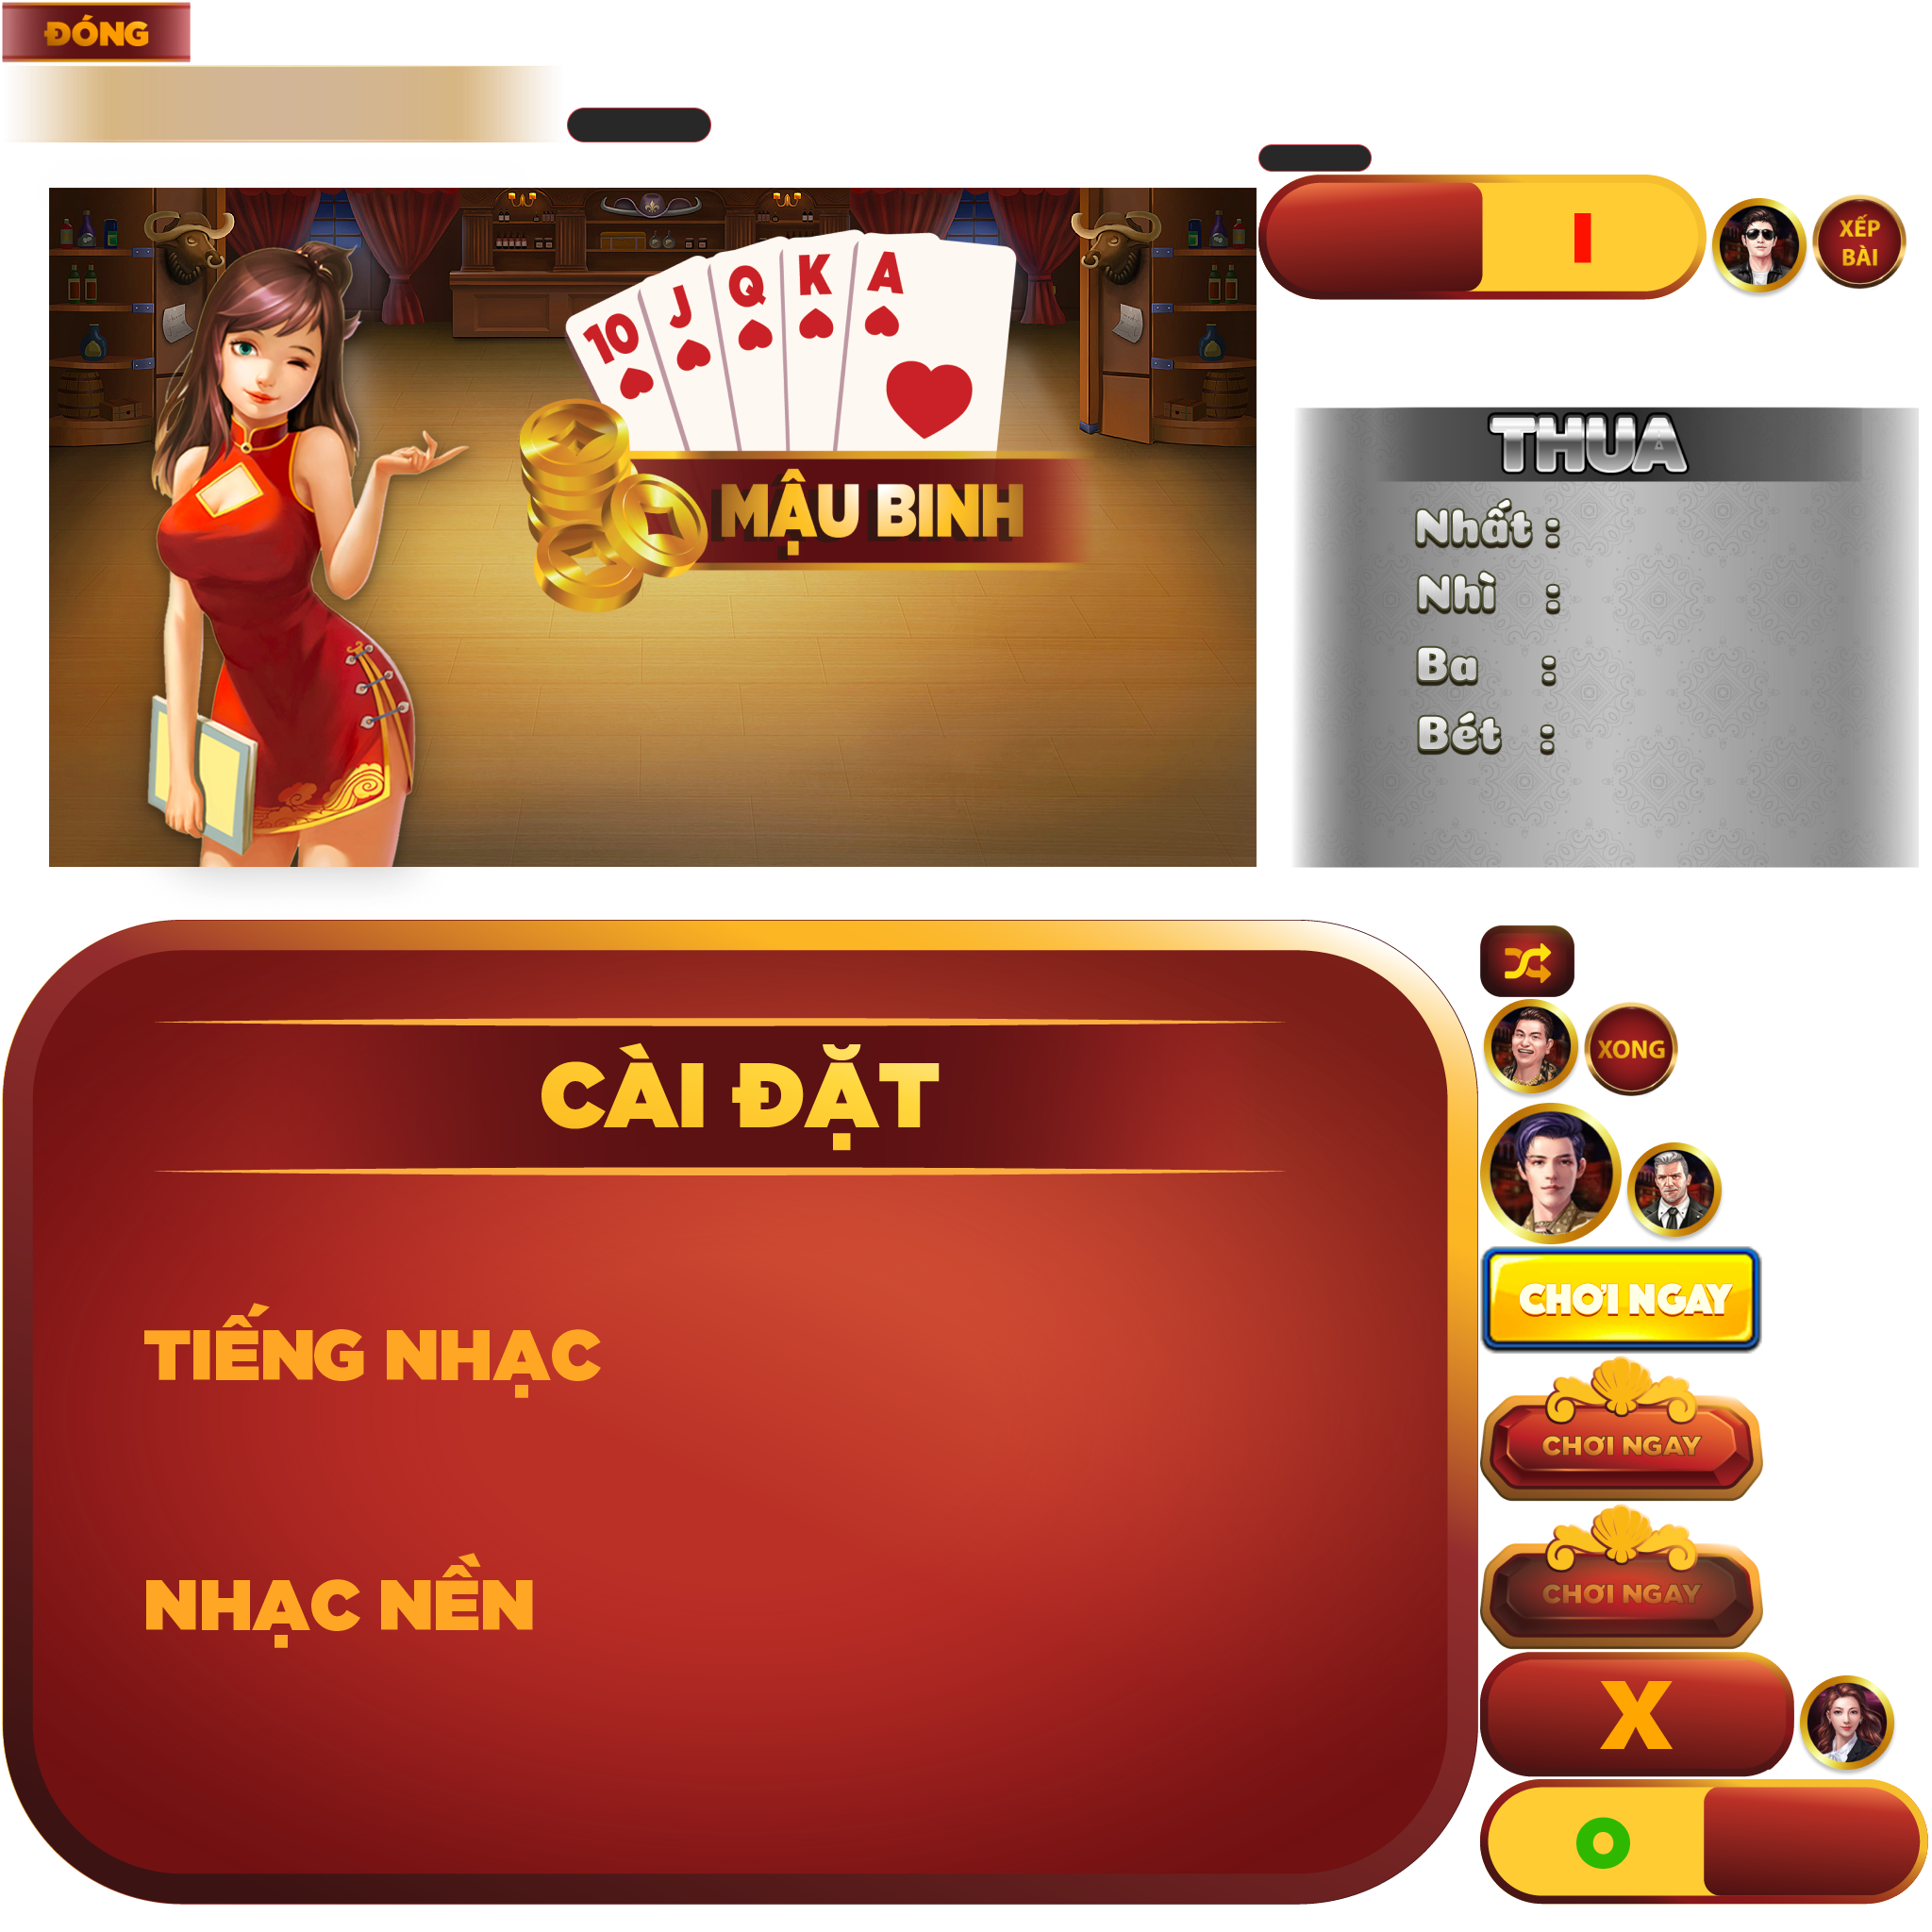 ĐÓNG
10 J Q K A
MẬU BINH
I
XẾP
BÀI
THUA
Nhất :
Nhì :
Ba :
Bét :
CÀI ĐẶT
TIẾNG NHẠC
NHẠC NỀN
XONG
CHƠI NGAY
CHƠI NGAY
CHƠI NGAY
X
O